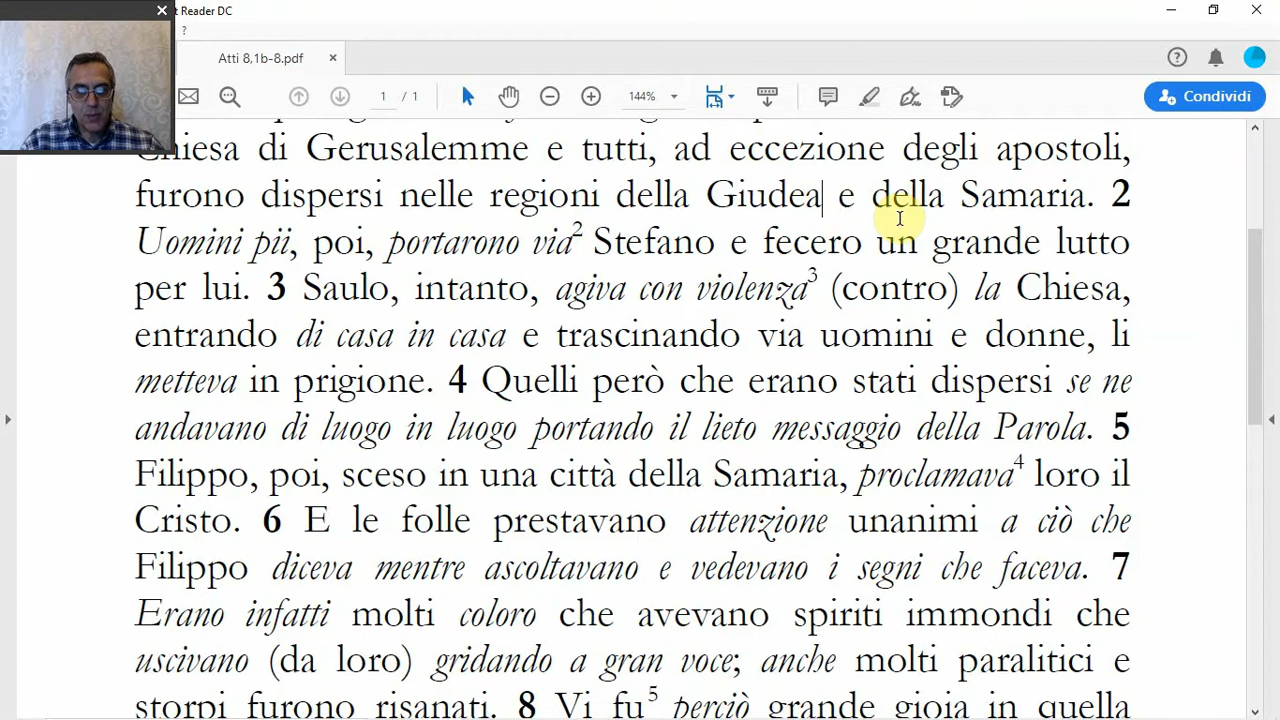 t Reader DC
?
Atti 8,1b-8.pdf
1 / 1
144%
Condividi
Chiesa di Gerusalemme e tutti, ad eccezione degli apostoli,
furono dispersi nelle regioni della Giudea e della Samaria. 2
Uomini pii, poi, portarono via2 Stefano e fecero un grande lutto
per lui. 3 Saulo, intanto, agiva con violenza3 (contro) la Chiesa,
entrando di casa in casa e trascinando via uomini e donne, li
metteva in prigione. 4 Quelli però che erano stati dispersi se ne
andavano di luogo in luogo portando il lieto messaggio della Parola. 5
Filippo, poi, sceso in una città della Samaria, proclamava4 loro il
Cristo. 6 E le folle prestavano attenzione unanimi a ciò che
Filippo diceva mentre ascoltavano e vedevano i segni che faceva. 7
Erano infatti molti coloro che avevano spiriti immondi che
uscivano (da loro) gridando a gran voce; anche molti paralitici e
storpi furono risanati. 8 Vi fu5 perciò grande gioia in quella